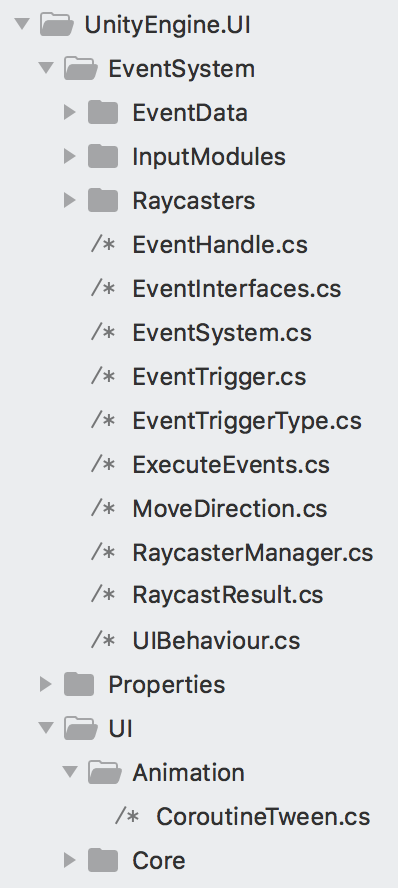 UnityEngine.UI
EventSystem
EventData
InputModules
Raycasters
/* EventHandle.cs
/* EventInterfaces.cs
/* EventSystem.cs
/* EventTrigger.cs
/* EventTriggerType.cs
/* ExecuteEvents.cs
/* MoveDirection.cs
/* RaycasterManager.cs
/* RaycastResult.cs
/* UIBehaviour.cs
Properties
UI
Animation
/* CoroutineTween.cs
Core